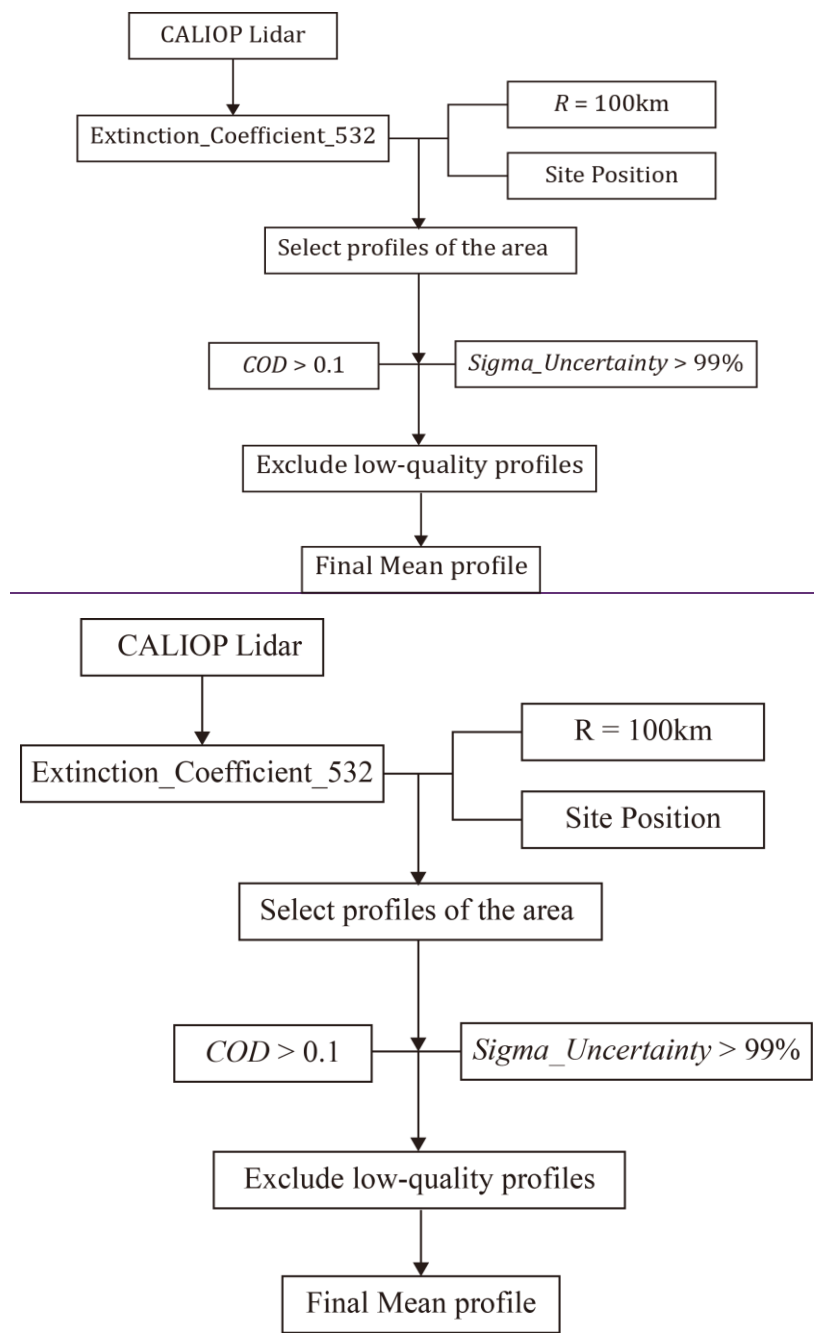 CALIOP Lidar
R = 100km
Extinction_Coefficient_532
Site Position
Select profiles of the area
COD > 0.1
Sigma_Uncertainty > 99%
Exclude low-quality profiles
Final Mean profile
CALIOP Lidar
R = 100km
Extinction_Coefficient_532
Site Position
Select profiles of the area
COD > 0.1
Sigma_Uncertainty > 99%
Exclude low-quality profiles
Final Mean profile